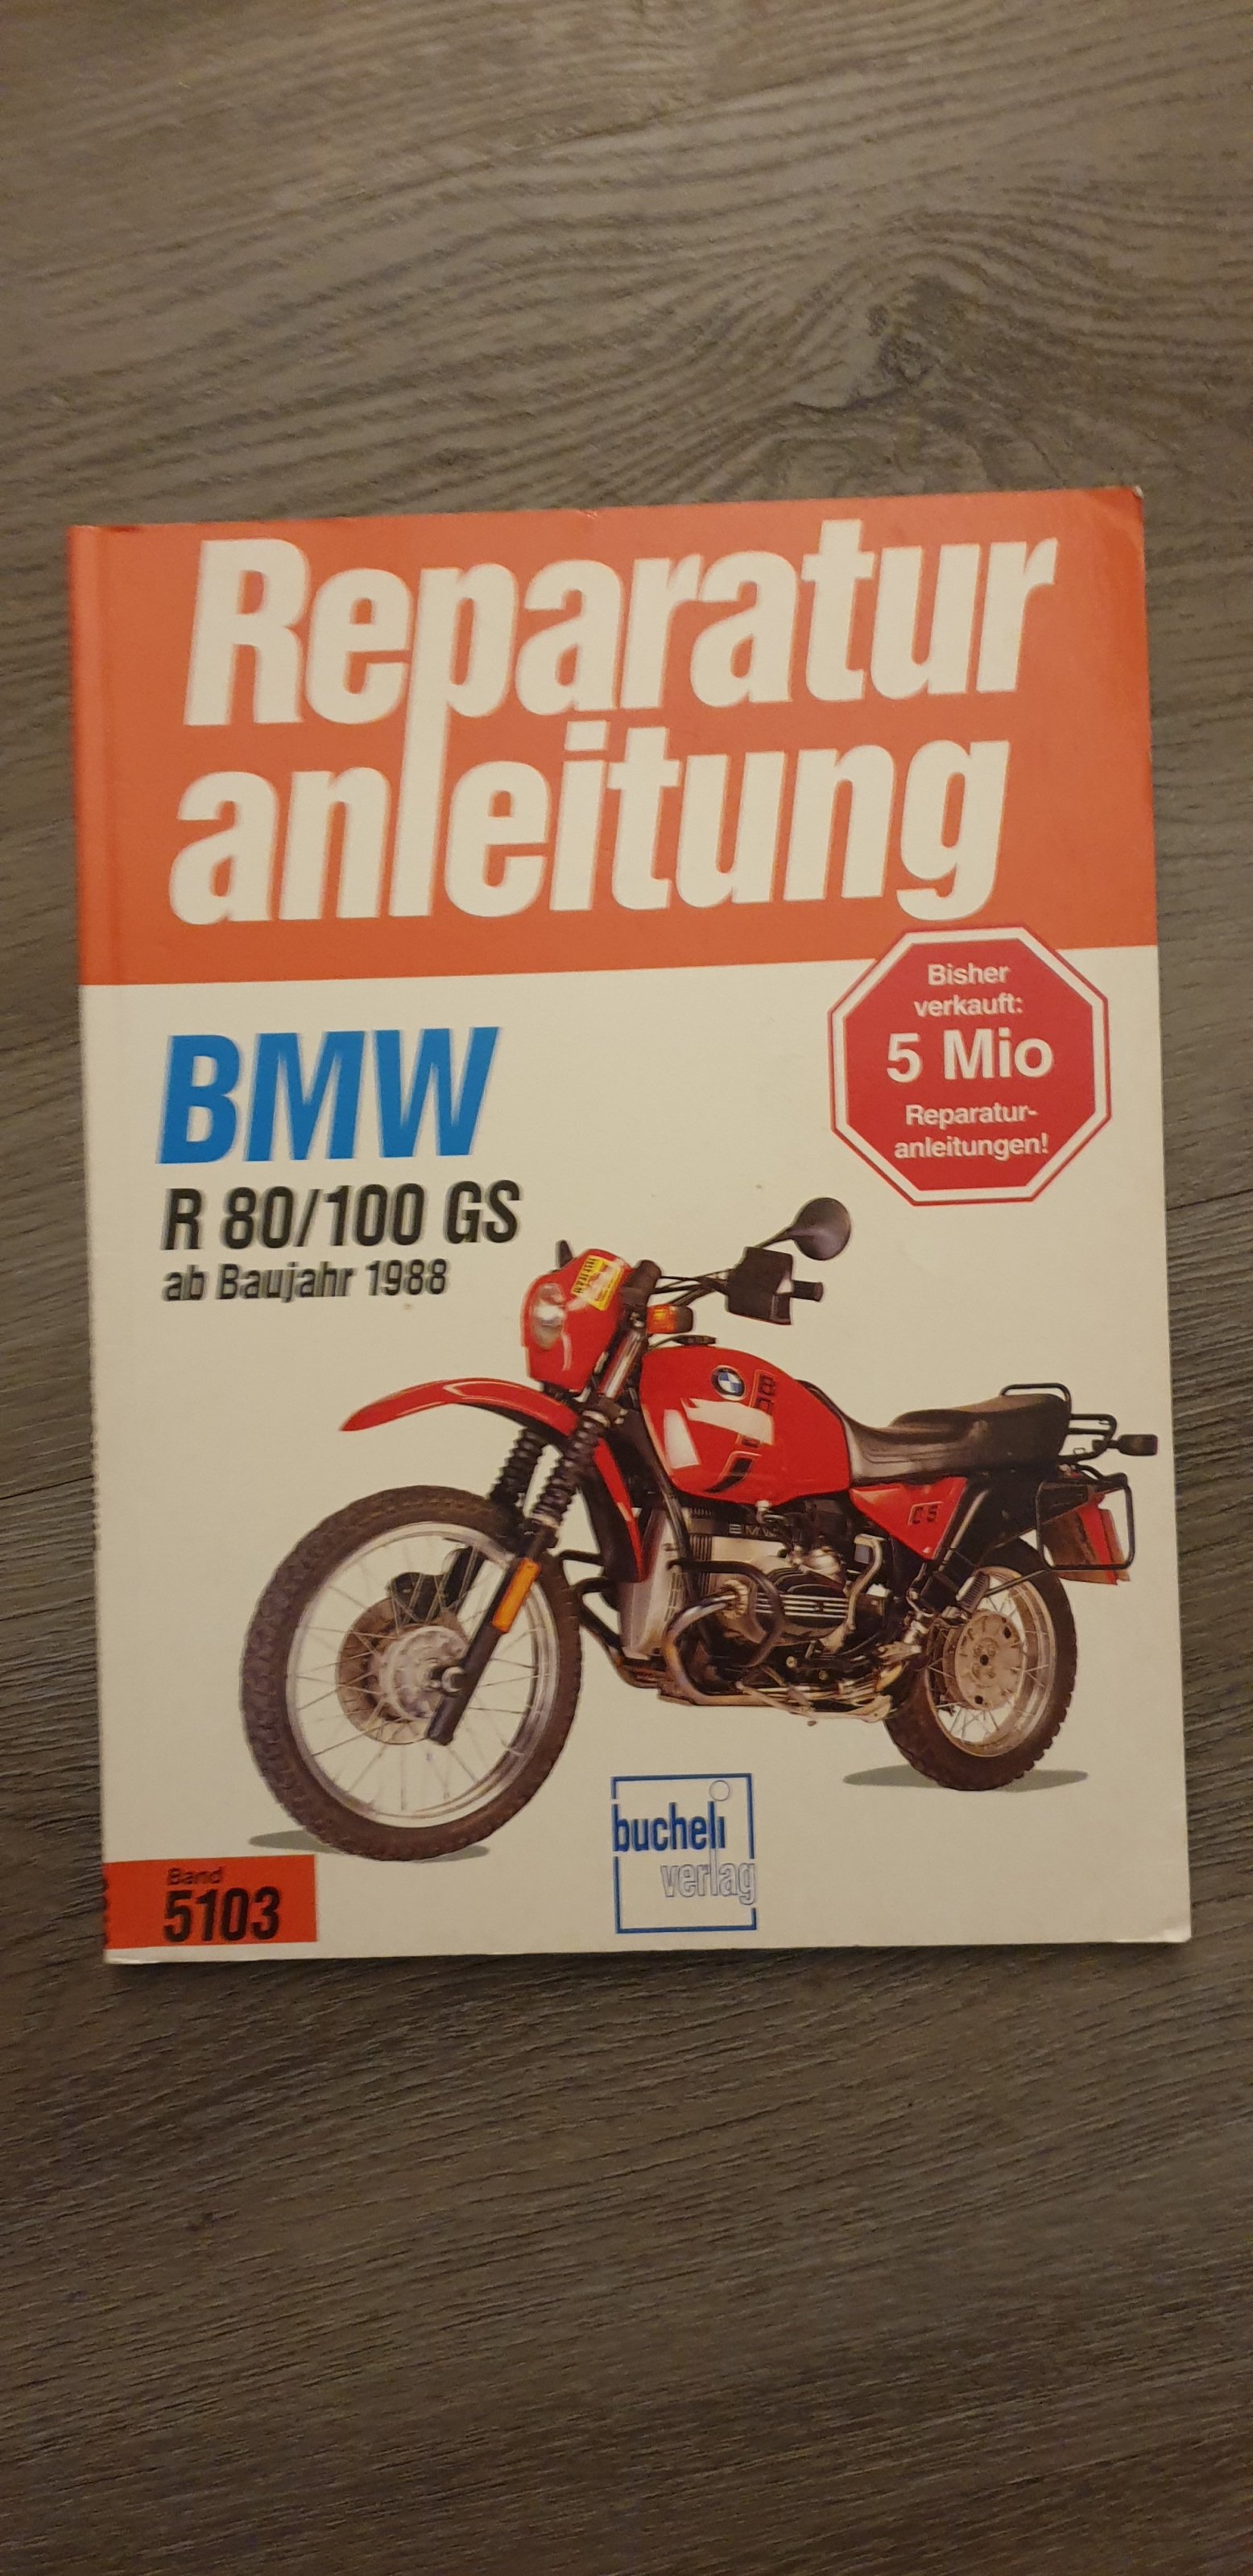 Reparatur
anleitung
Bisher
verkauft:
5 Mio
Reparatur-
anleitungen!
BMW
R 80/100 GS
ab Baujahr 1988
BMW
bucheli
verlag
Band
5103